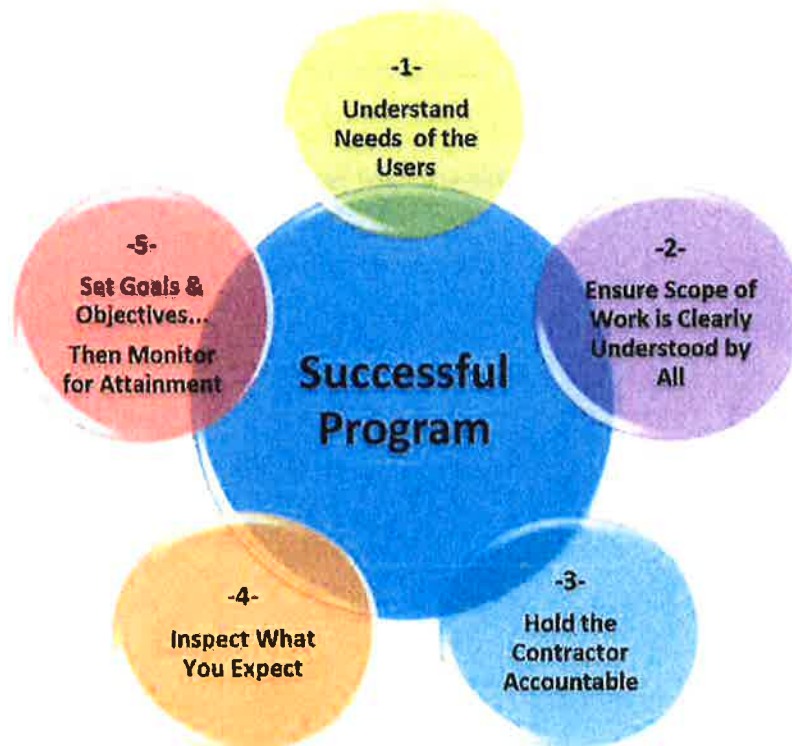 -1-
Understand
Needs of the
Users
-2-
Ensure Scope of
Work is Clearly
Understood by
All
-3-
Hold the
Contractor
Accountable
-4-
Inspect What
You Expect
-5-
Set Goals &
Objectives...
Then Monitor
for Attainment
Successful
Program